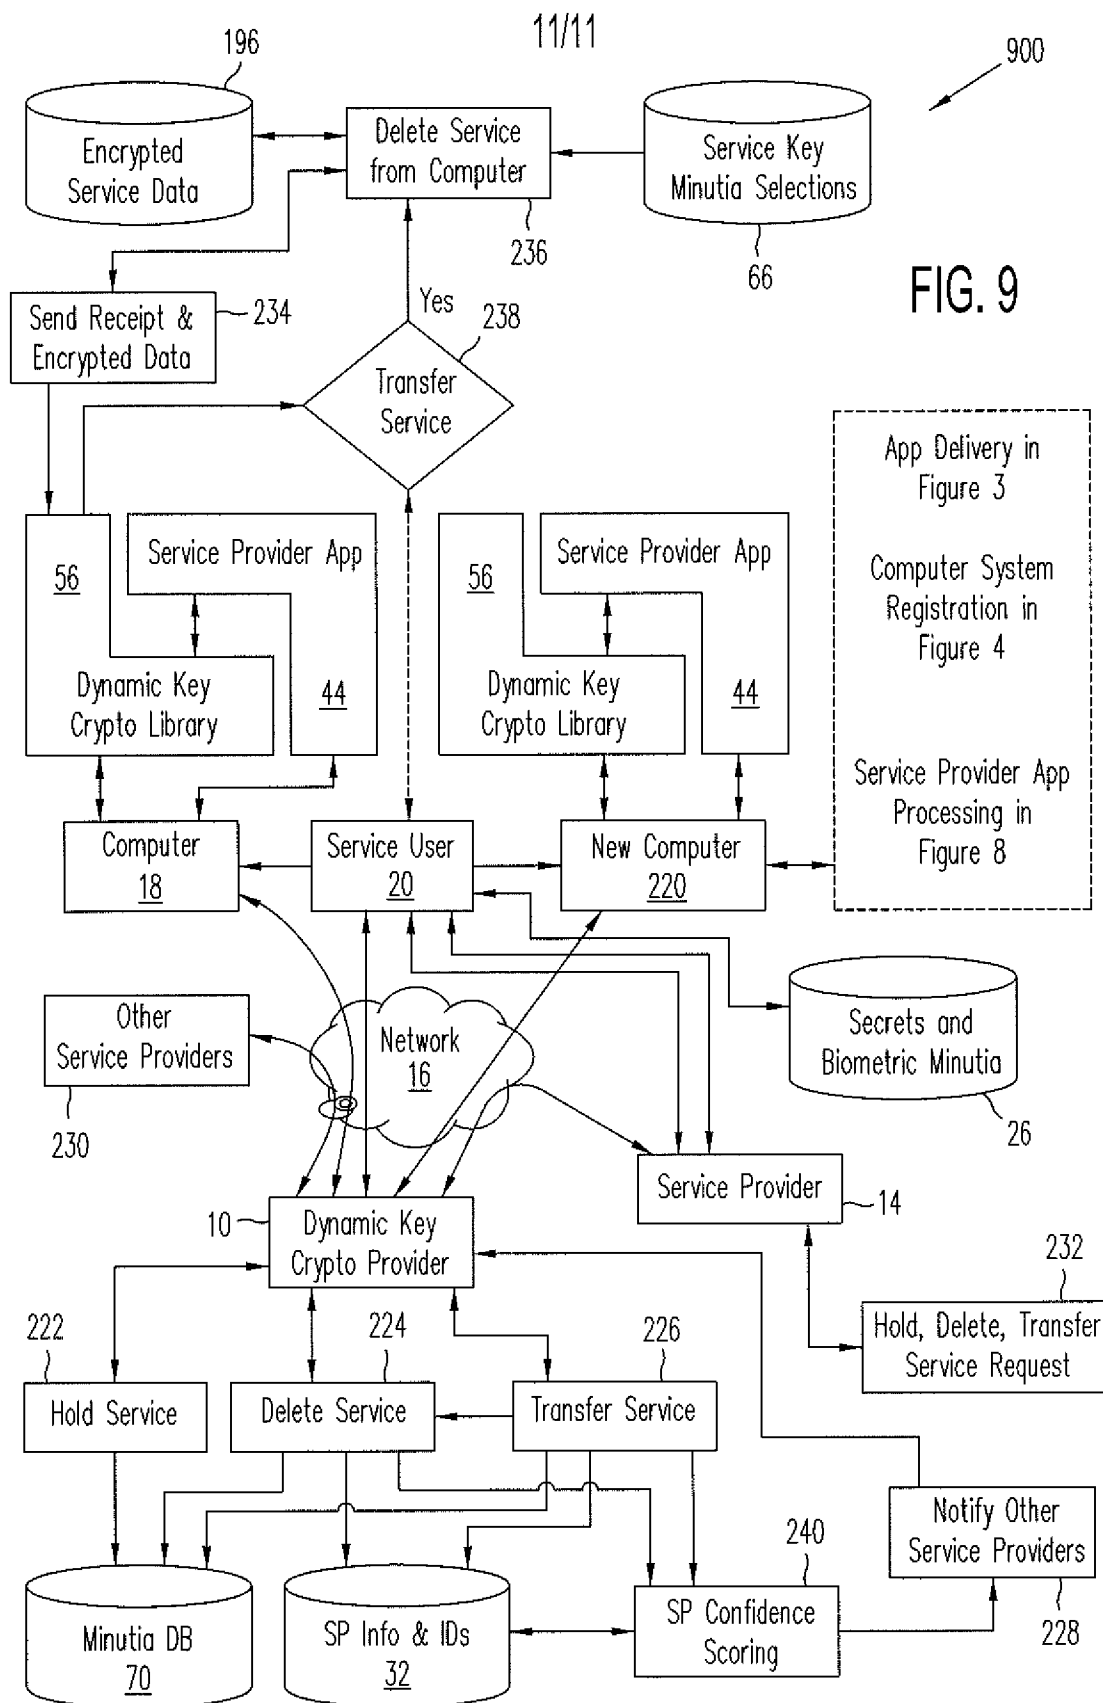 11/11
196
900
Encrypted
Service Data
Delete Service
from Computer
Service Key
Minutia Selections
236
66
FIG. 9
Send Receipt &
Encrypted Data
234
Yes
238
Transfer
Service
App Delivery in
Figure 3
Computer System
Registration in
Figure 4
Service Provider App
Processing in
Figure 8
56
Service Provider App
Dynamic Key
Crypto Library
44
56
Service Provider App
Dynamic Key
Crypto Library
44
Computer
18
Service User
20
New Computer
220
Other
Service Providers
230
Network
16
Secrets and
Biometric Minutia
26
Service Provider
14
10
Dynamic Key
Crypto Provider
232
Hold, Delete, Transfer
Service Request
222
224
226
Hold Service
Delete Service
Transfer Service
Notify Other
Service Providers
228
240
Minutia DB
70
SP Info & IDs
32
SP Confidence
Scoring